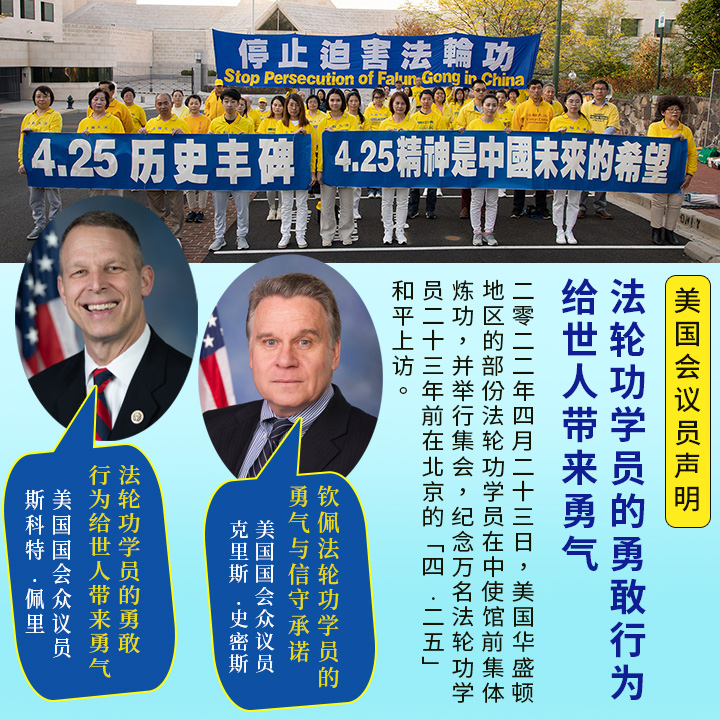 停止迫害法輪功
Stop Persecution of Falun Gong in China
4.25 历史丰碑
4.25精神是中國未來的希望
美国会议员声明
法轮功学员的勇敢行为
给世人带来勇气
二零二二年四月二十三日，美国华盛顿
地区的部份法轮功学员在中使馆前集体
炼功，并举行集会，纪念万名法轮功学
员二十三年前在北京的「四．二五」
和平上访。
钦佩法轮功学员的
勇气与信守承诺
美国国会众议员
克里斯．史密斯
法轮功学员的勇敢
行为给世人带来勇气
美国国会众议员
斯科特．佩里